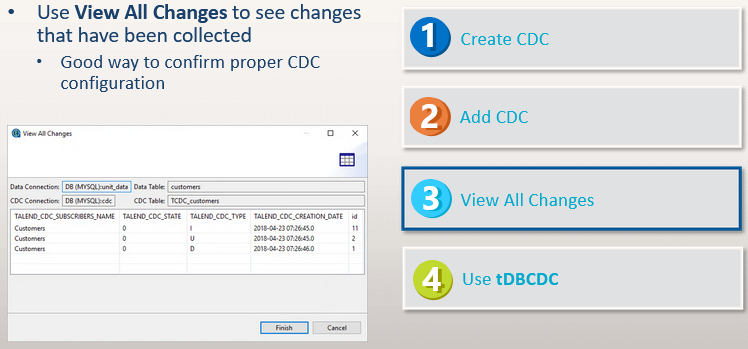 • Use View All Changes to see changes
that have been collected
• Good way to confirm proper CDC
configuration
View All Changes
Data Connection: DB (MYSQL):unit_data Data Table: customers
CDC Connection: DB (MYSQL):cdc CDC Table: TCDC_customers
TALEND_CDC_SUBSCRIBERS_NAME TALEND_CDC_STATE TALEND_CDC_TYPE TALEND_CDC_CREATION_DATE id
Customers 0 I 2018-04-23 07:26:45.0 11
Customers 0 U 2018-04-23 07:26:45.0 2
Customers 0 D 2018-04-23 07:26:46.0 1
Finish Cancel
1 Create CDC
2 Add CDC
3 View All Changes
4 Use tDBCDC